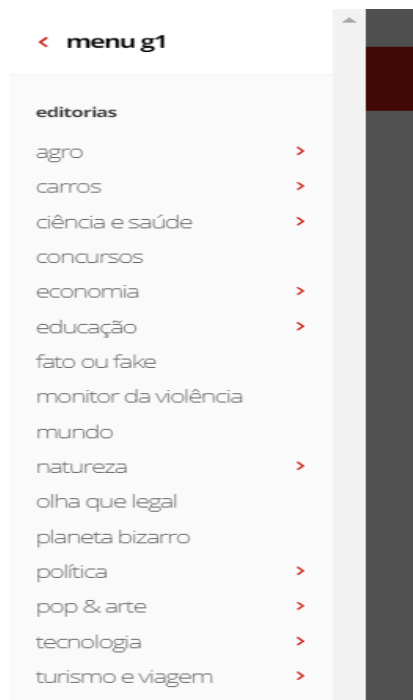 menu g1
editorias
agro
carros
ciência e saúde
concursos
economia
educação
fato ou fake
monitor da violência
mundo
natureza
olha que legal
planeta bizarro
política
pop & arte
tecnologia
turismo e viagem